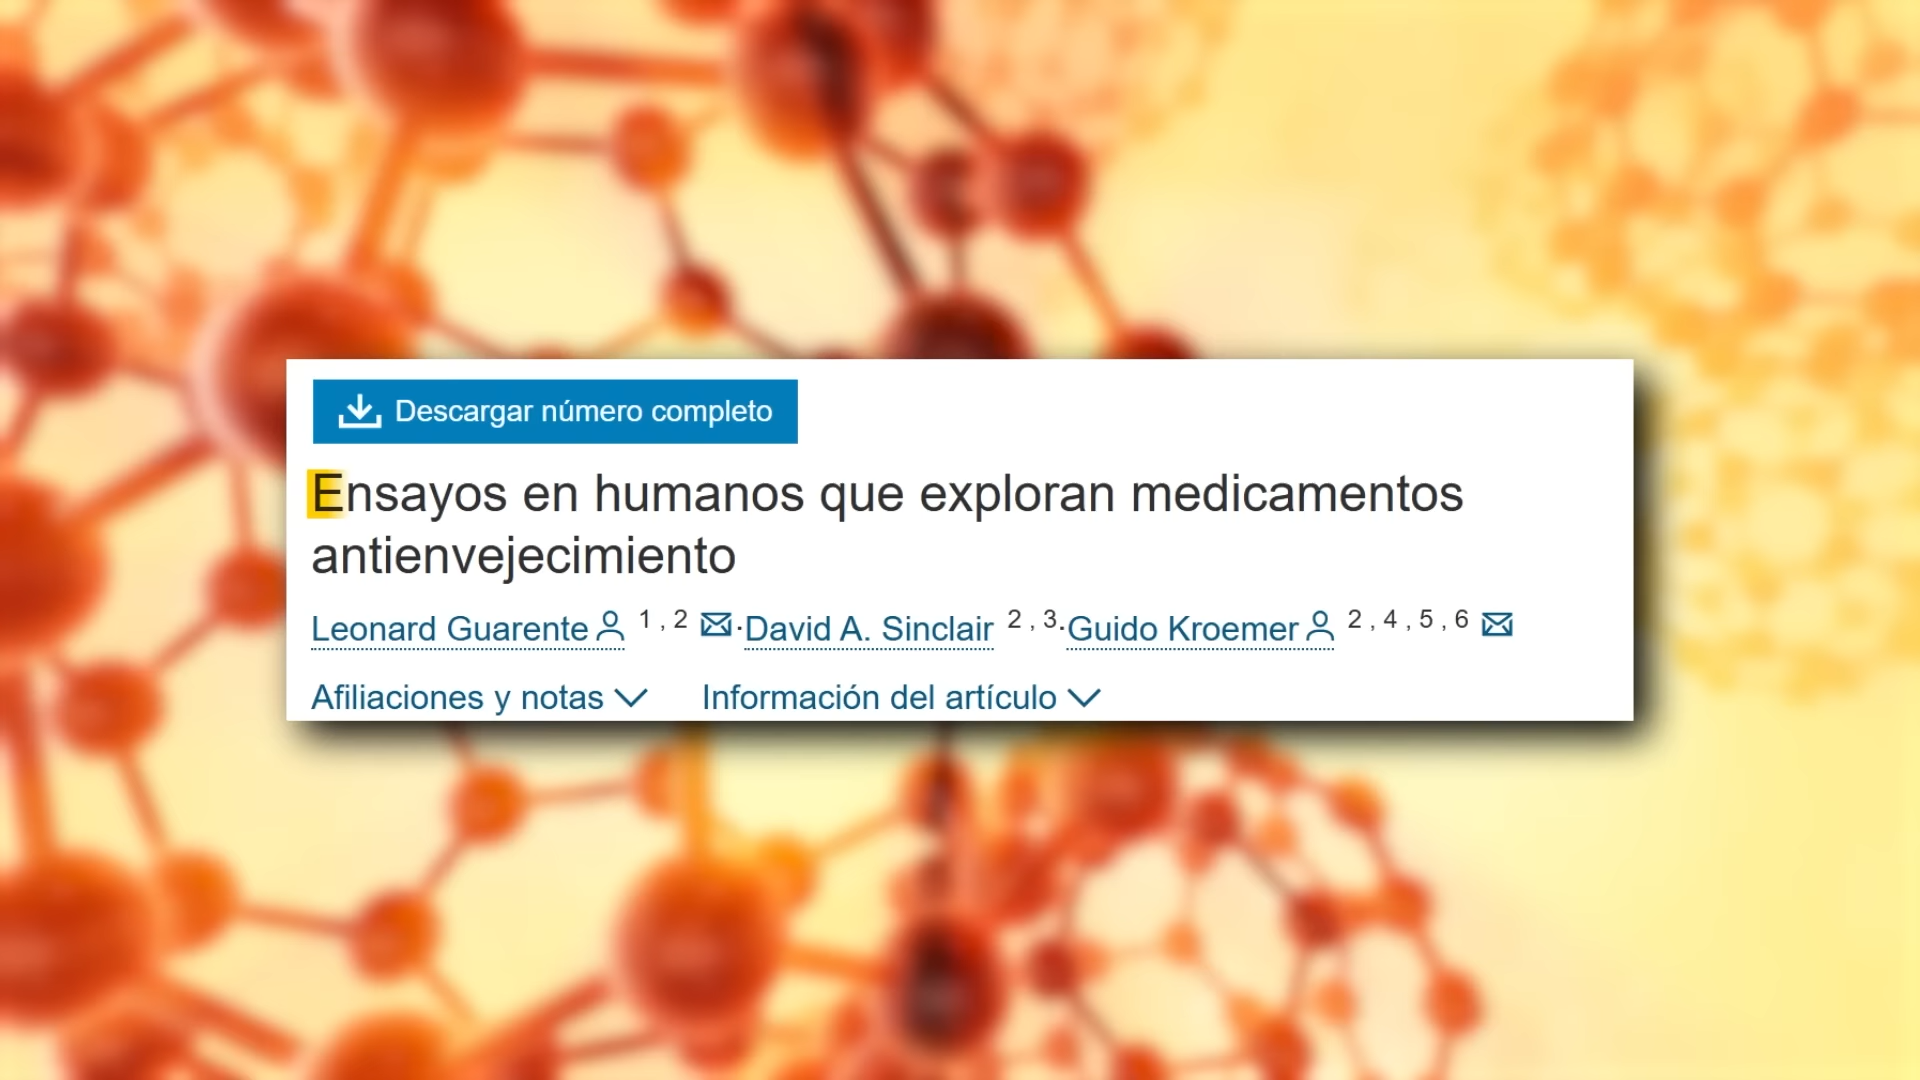 Descargar número completo
Ensayos en humanos que exploran medicamentos
antienvejecimiento
Leonard Guarente 1 , 2 · David A. Sinclair 2 , 3 · Guido Kroemer 2 , 4 , 5 , 6
Afiliaciones y notas Información del artículo